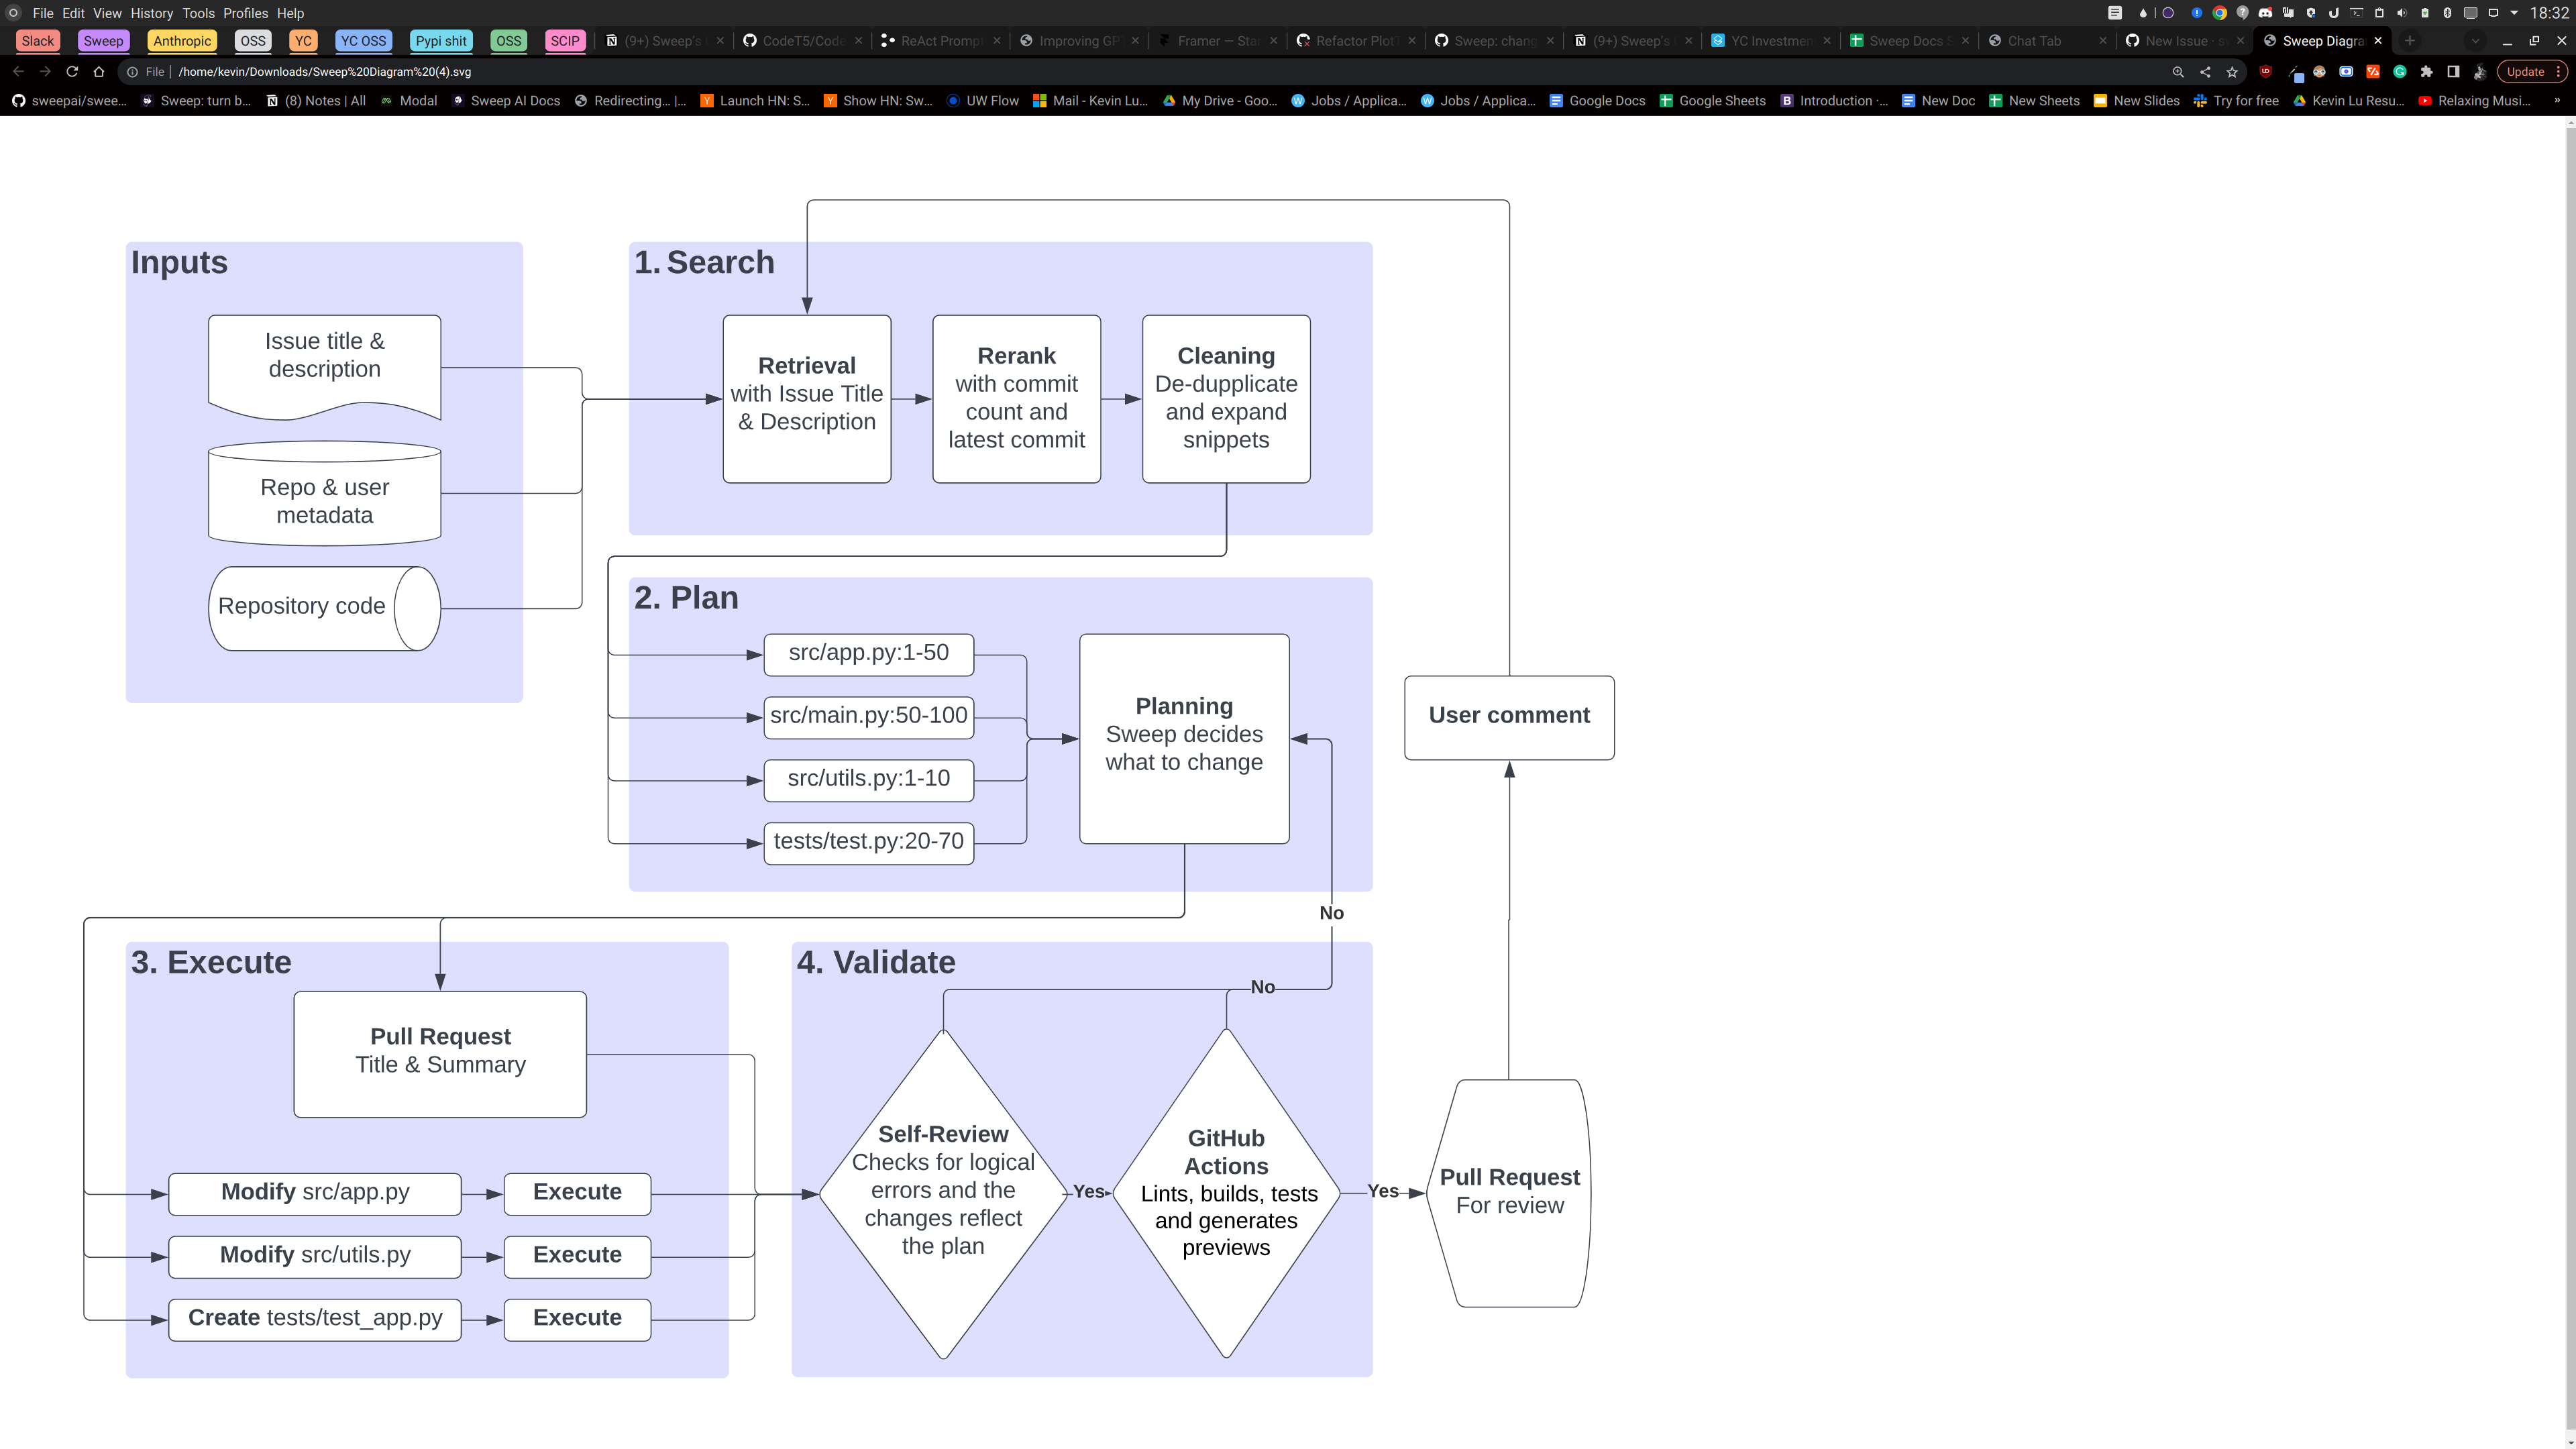 File Edit View History Tools Profiles Help
18:32
Slack Sweep Anthropic OSS YC YC OSS Pypi shit OSS SCIP (9+) Sweep's CodeT5/Code ReAct Prompt Improving GP Framer — Sta Refactor Plot Sweep: chang (9+) Sweep's YC Investmen Sweep Docs S Chat Tab New Issue · s Sweep Diagra
File | /home/kevin/Downloads/Sweep%20Diagram%20(4).svg Update
sweepai/swee... Sweep: turn b... (8) Notes | All Modal Sweep AI Docs Redirecting... |... Launch HN: S... Show HN: Sw... UW Flow Mail - Kevin Lu... My Drive - Goo... Jobs / Applica... Jobs / Applica... Google Docs Google Sheets Introduction ·... New Doc New Sheets New Slides Try for free Kevin Lu Resu... Relaxing Musi... »
Inputs
Issue title &
description
Repo & user
metadata
Repository code
1. Search
Retrieval
with Issue Title
& Description
Rerank
with commit
count and
latest commit
Cleaning
De-dupplicate
and expand
snippets
2. Plan
src/app.py:1-50
src/main.py:50-100
src/utils.py:1-10
tests/test.py:20-70
Planning
Sweep decides
what to change
User comment
No
3. Execute
Pull Request
Title & Summary
Modify src/app.py
Execute
Modify src/utils.py
Execute
Create tests/test_app.py
Execute
4. Validate
No
Self-Review
Checks for logical
errors and the
changes reflect
the plan
Yes
GitHub
Actions
Lints, builds, tests
and generates
previews
Yes
Pull Request
For review